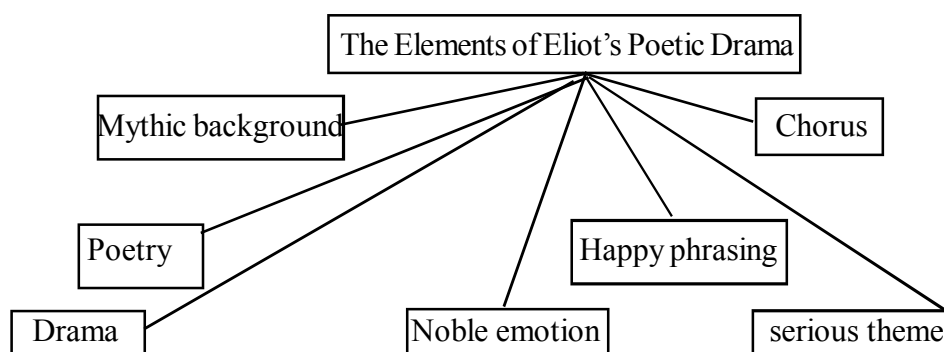 The Elements of Eliot’s Poetic Drama
Mythic background
Chorus
Poetry
Happy phrasing
Drama
Noble emotion
serious theme